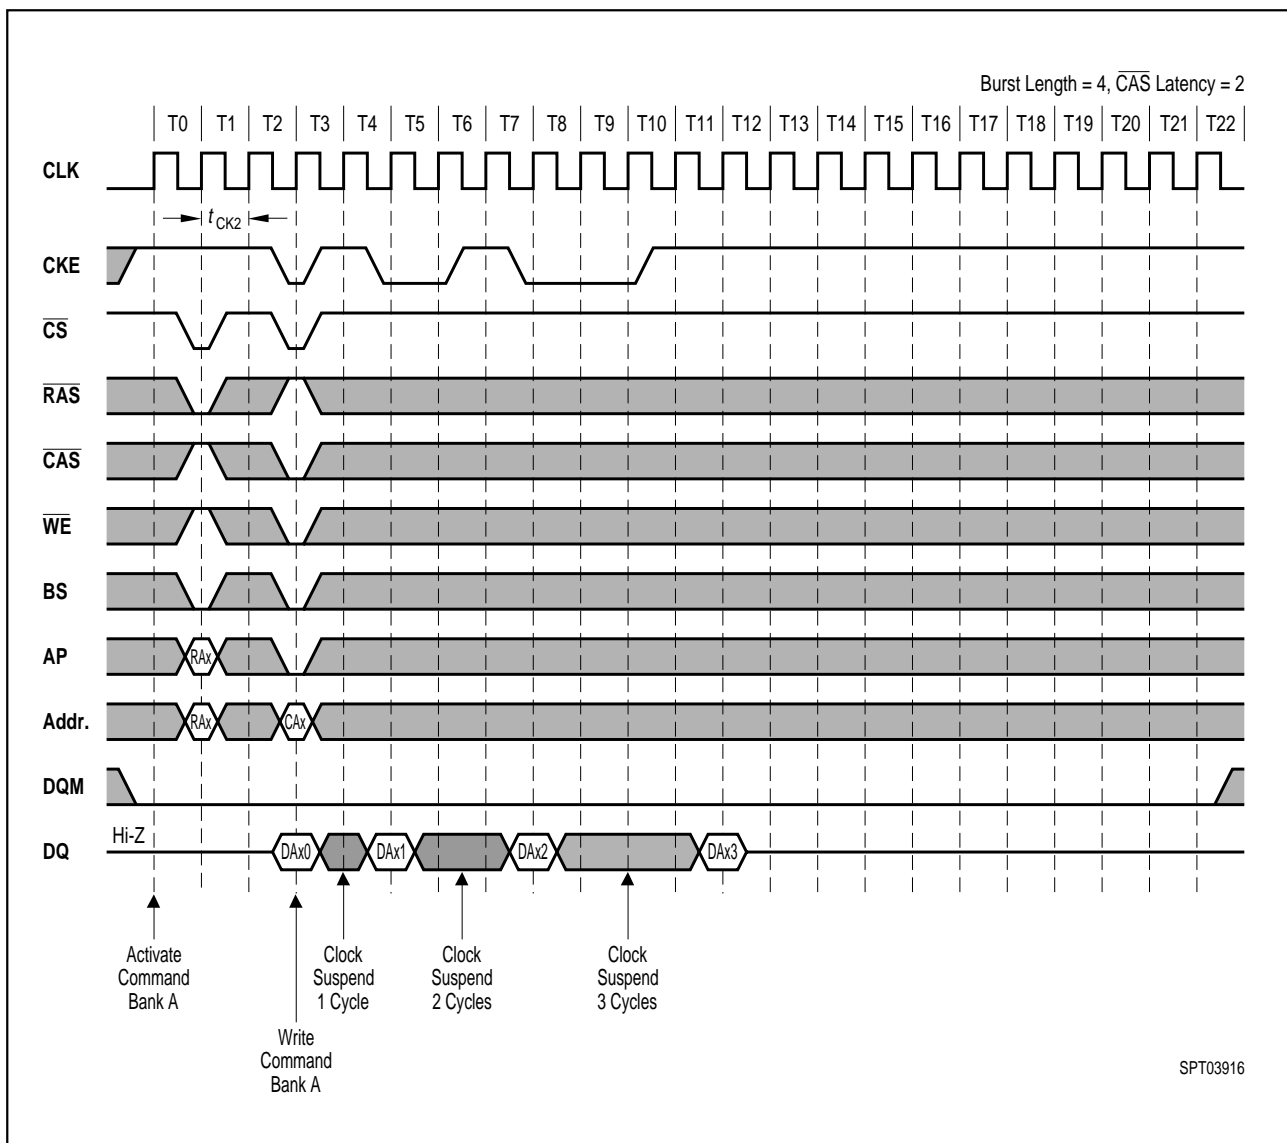 Burst Length = 4, CAS Latency = 2
T0 T1 T2 T3 T4 T5 T6 T7 T8 T9 T10 T11 T12 T13 T14 T15 T16 T17 T18 T19 T20 T21 T22
CLK
t CK2
CKE
CS
RAS
CAS
WE
BS
AP RAx
Addr. RAx CAx
DQM
Hi-Z
DQ DAx0 DAx1 DAx2 DAx3
Activate
Command
Bank A
Write
Command
Bank A
Clock
Suspend
1 Cycle
Clock
Suspend
2 Cycles
Clock
Suspend
3 Cycles
SPT03916